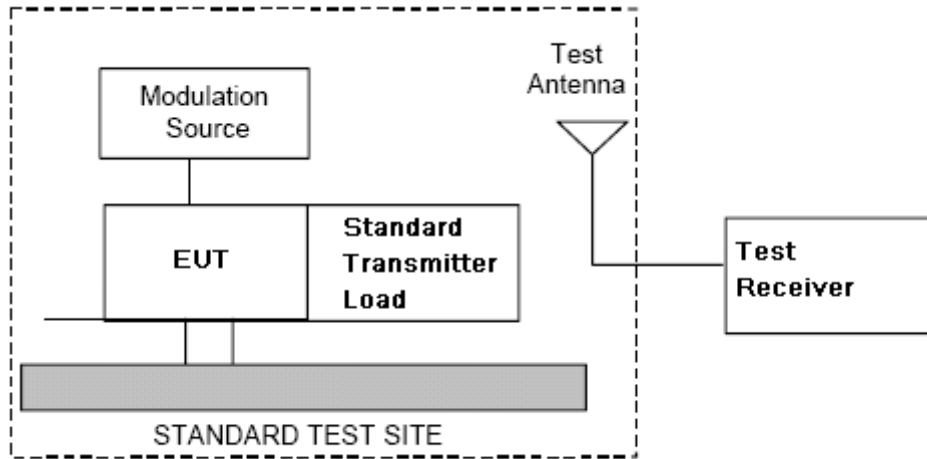 Test
Antenna
Modulation
Source
EUT
Standard
Transmitter
Load
Test
Receiver
STANDARD TEST SITE